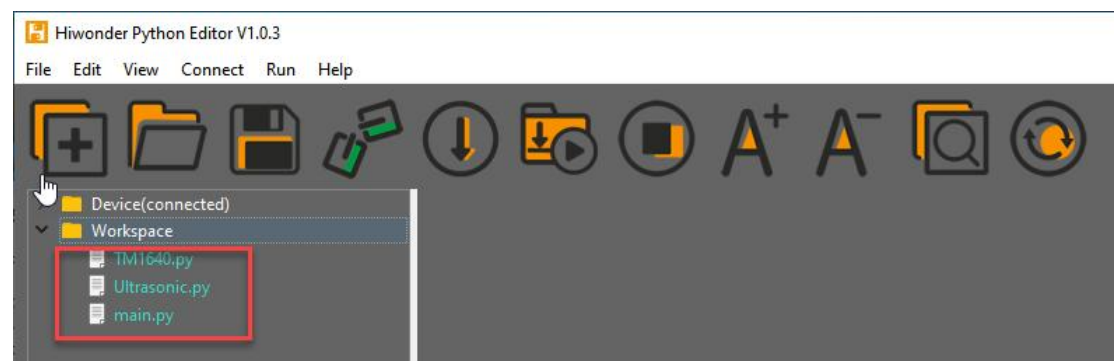 Hiwonder Python Editor V1.0.3
File Edit View Connect Run Help
A+ A-
Device(connected)
Workspace
TM1640.py
Ultrasonic.py
main.py